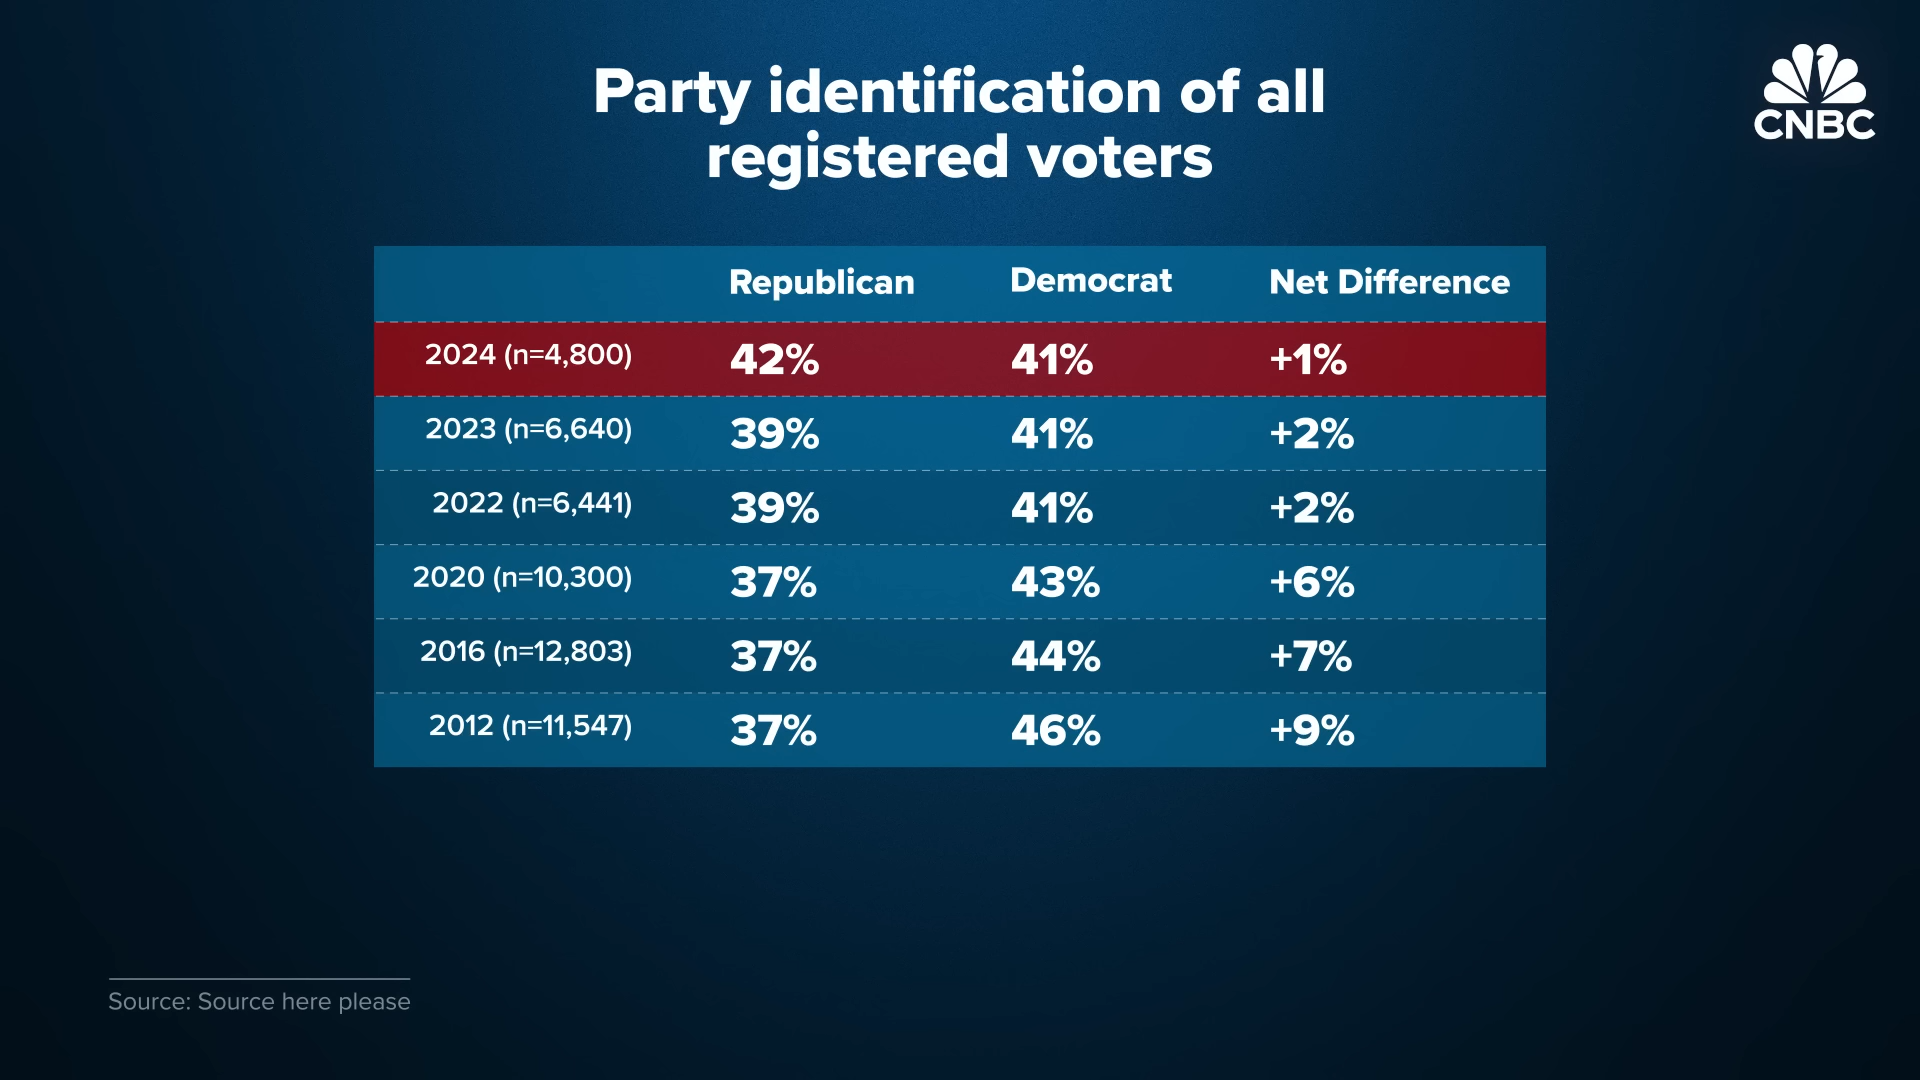 Party identification of all
registered voters
CNBC
Republican Democrat Net Difference
2024 (n=4,800) 42% 41% +1%
2023 (n=6,640) 39% 41% +2%
2022 (n=6,441) 39% 41% +2%
2020 (n=10,300) 37% 43% +6%
2016 (n=12,803) 37% 44% +7%
2012 (n=11,547) 37% 46% +9%
Source: Source here please